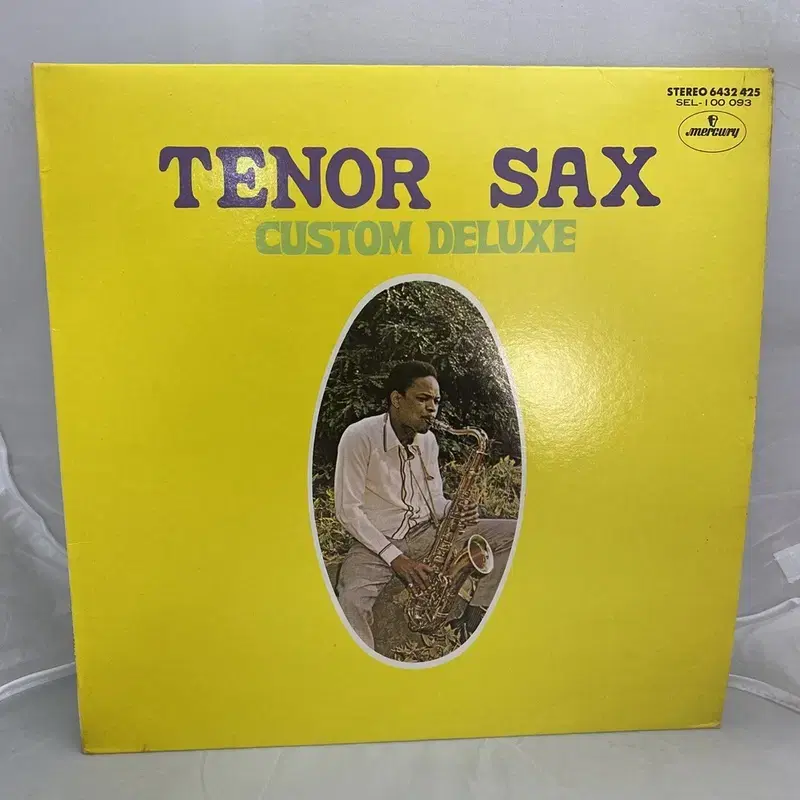 STEREO 6432 425
SEL-100 093
mercury
TENOR SAX
CUSTOM DELUXE